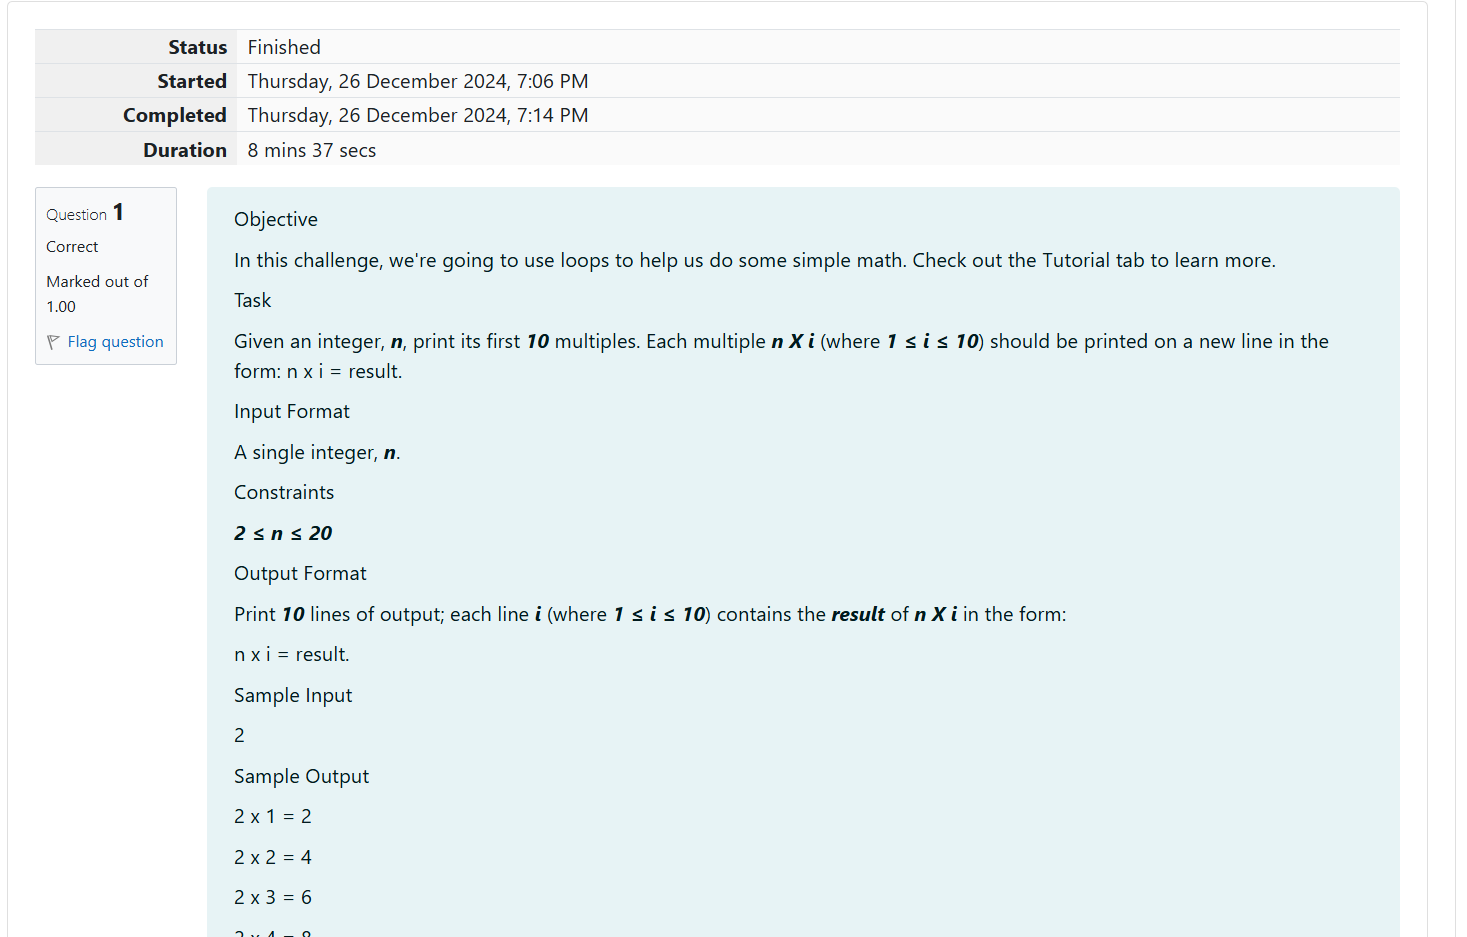 Status Finished
Started Thursday, 26 December 2024, 7:06 PM
Completed Thursday, 26 December 2024, 7:14 PM
Duration 8 mins 37 secs
Question 1
Correct
Marked out of
1.00
Flag question
Objective
In this challenge, we're going to use loops to help us do some simple math. Check out the Tutorial tab to learn more.
Task
Given an integer, n, print its first 10 multiples. Each multiple n X i (where 1 ≤ i ≤ 10) should be printed on a new line in the
form: n x i = result.
Input Format
A single integer, n.
Constraints
2 ≤ n ≤ 20
Output Format
Print 10 lines of output; each line i (where 1 ≤ i ≤ 10) contains the result of n X i in the form:
n x i = result.
Sample Input
2
Sample Output
2 x 1 = 2
2 x 2 = 4
2 x 3 = 6
2 x 4 = 8